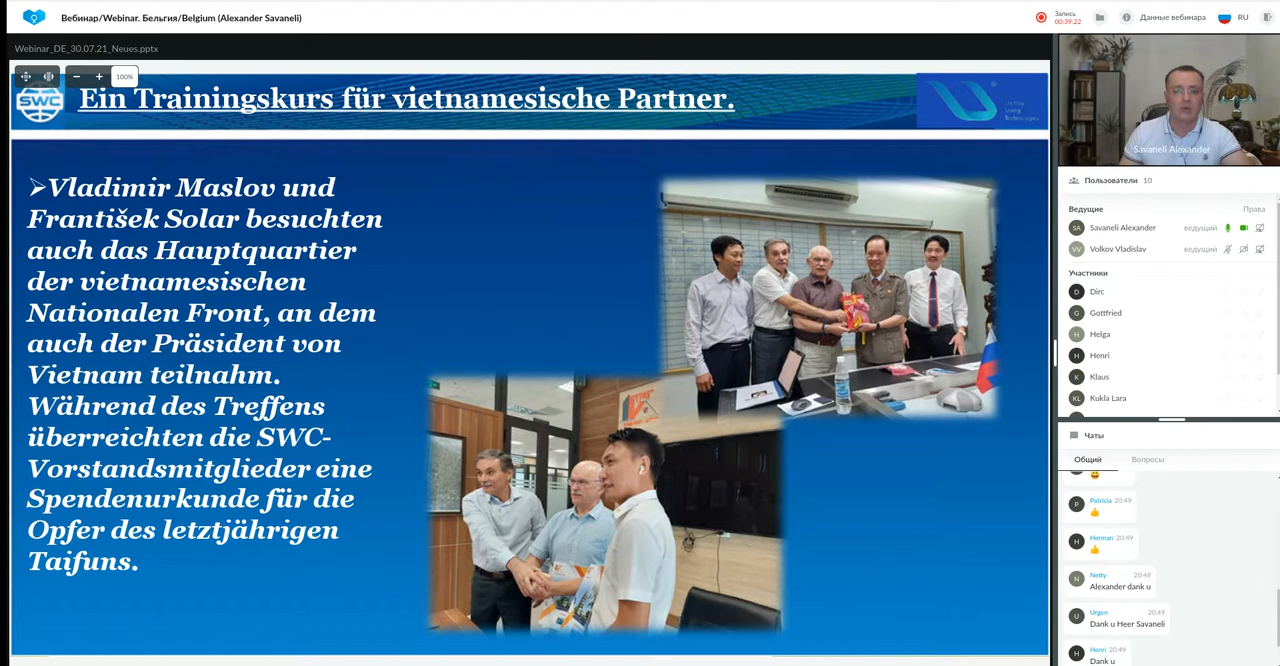 Вебинар/Webinar. Бельгия/Belgium (Alexander Savaneli)
Запись
00:39:22
Данные вебинара
RU
Webinar_DE_30.07.21_Neues.pptx
100%
SWC
Ein Trainingskurs für vietnamesische Partner.
➢Vladimir Maslov und
František Solar besuchten
auch das Hauptquartier
der vietnamesischen
Nationalen Front, an dem
auch der Präsident von
Vietnam teilnahm.
Während des Treffens
überreichten die SWC-
Vorstandsmitglieder eine
Spendenurkunde für die
Opfer des letztjährigen
Taifuns.
Savaneli Alexander
Пользователи 10
Ведущие Права
SA Savaneli Alexander ведущий
VV Volkov Vladislav ведущий
Участники
D Dirc
G Gottfried
H Helga
H Henri
K Klaus
KL Kukla Lara
Чаты
Общий Вопросы
P Patricia 20:49
👍
H Herman 20:49
👍
N Netty 20:49
Alexander dank u
U Urgen 20:49
Dank u Heer Savaneli
H Henri 20:49
Dank u